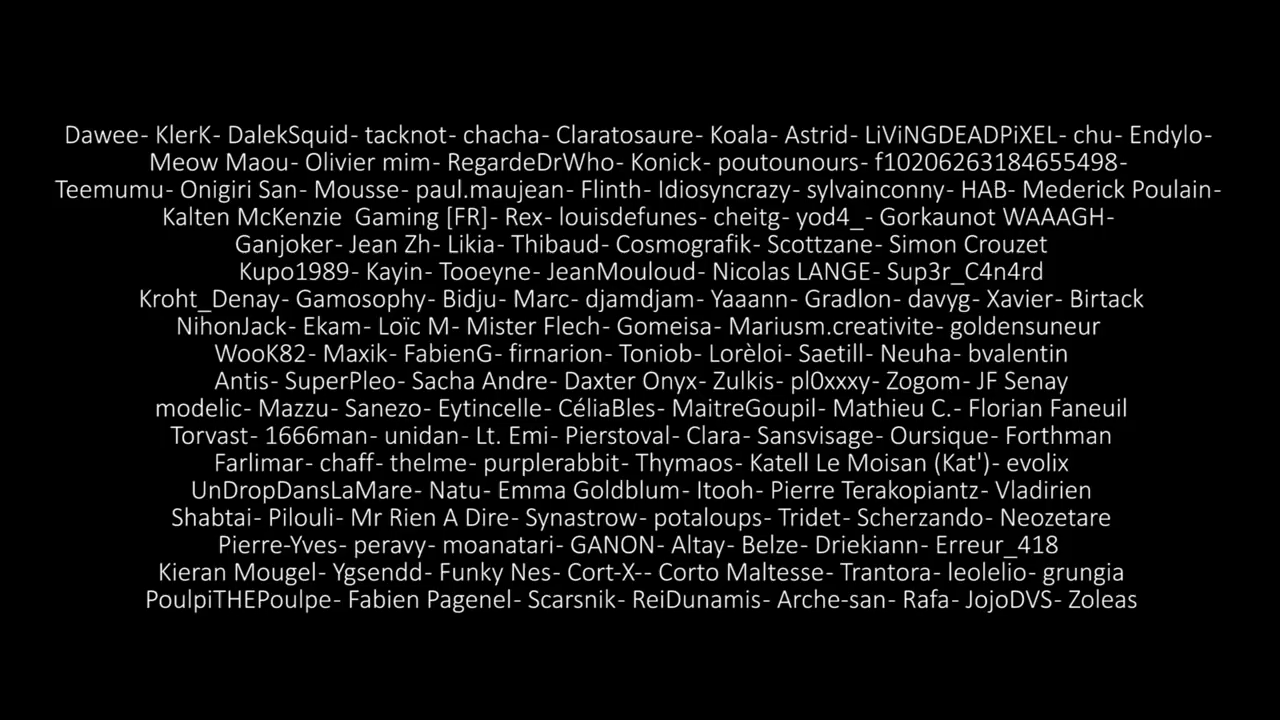 Dawee- KlerK- DalekSquid- tacknot- chacha- Claratosaure- Koala- Astrid- LiViNGDEADPiXEL- chu- Endylo-
Meow Maou- Olivier mim- RegardeDrWho- Konick- poutounours- f10206263184655498-
Teemumu- Onigiri San- Mousse- paul.maujean- Flinth- Idiosyncrazy- sylvainconny- HAB- Mederick Poulain-
Kalten McKenzie  Gaming [FR]- Rex- louisdefunes- cheitg- yod4_- Gorkaunot WAAAGH-
Ganjoker- Jean Zh- Likia- Thibaud- Cosmografik- Scottzane- Simon Crouzet
Kupo1989- Kayin- Tooeyne- JeanMouloud- Nicolas LANGE- Sup3r_C4n4rd
Kroht_Denay- Gamosophy- Bidju- Marc- djamdjam- Yaaann- Gradlon- davyg- Xavier- Birtack
NihonJack- Ekam- Loïc M- Mister Flech- Gomeisa- Mariusm.creativite- goldensuneur
WooK82- Maxik- FabienG- firnarion- Toniob- Lorèloi- Saetill- Neuha- bvalentin
Antis- SuperPleo- Sacha Andre- Daxter Onyx- Zulkis- pl0xxxy- Zogom- JF Senay
modelic- Mazzu- Sanezo- Eytincelle- CéliaBles- MaitreGoupil- Mathieu C.- Florian Faneuil
Torvast- 1666man- unidan- Lt. Emi- Pierstoval- Clara- Sansvisage- Oursique- Forthman
Farlimar- chaff- thelme- purplerabbit- Thymaos- Katell Le Moisan (Kat')- evolix
UnDropDansLaMare- Natu- Emma Goldblum- Itooh- Pierre Terakopiantz- Vladirien
Shabtai- Pilouli- Mr Rien A Dire- Synastrow- potaloups- Tridet- Scherzando- Neozetare
Pierre-Yves- peravy- moanatari- GANON- Altay- Belze- Driekiann- Erreur_418
Kieran Mougel- Ygsendd- Funky Nes- Cort-X-- Corto Maltesse- Trantora- leolelio- grungia
PoulpiTHEPoulpe- Fabien Pagenel- Scarsnik- ReiDunamis- Arche-san- Rafa- JojoDVS- Zoleas